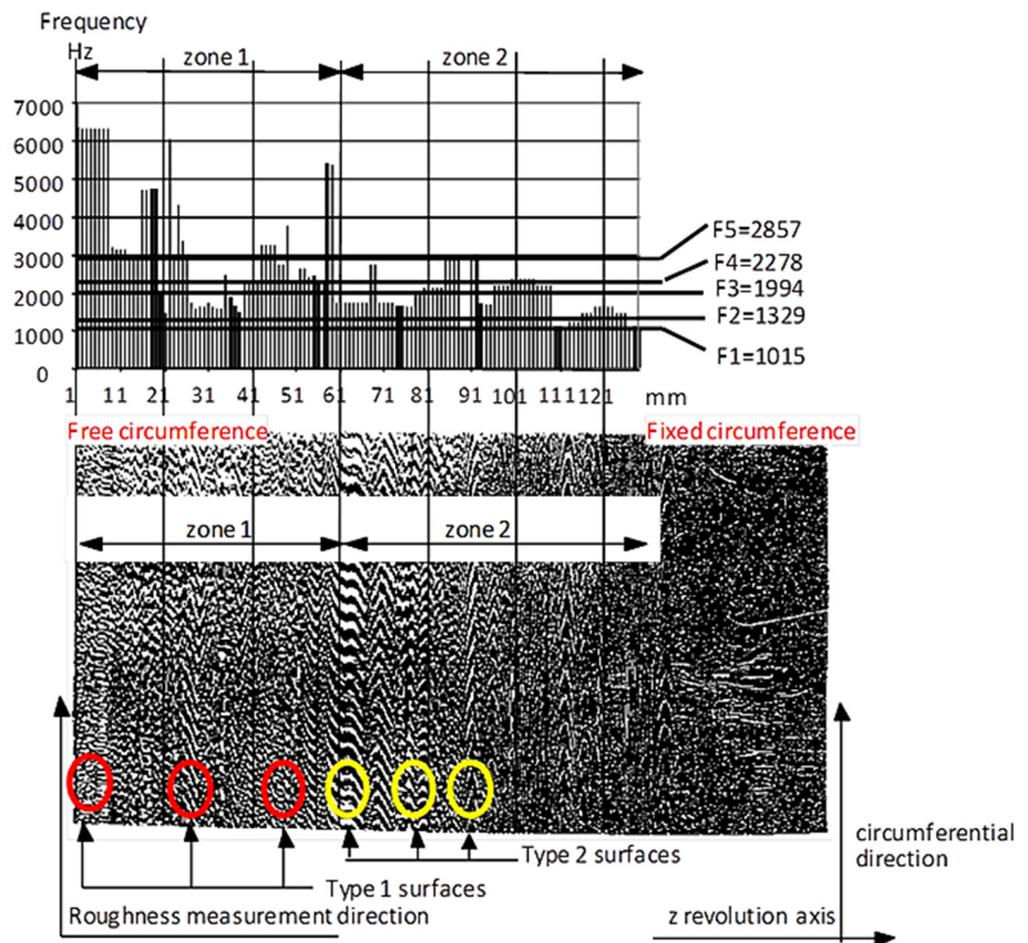 Frequency
Hz
zone 1
zone 2
7000
6000
5000
4000
3000
2000
1000
0
F5=2857
F4=2278
F3=1994
F2=1329
F1=1015
1 11 21 31 41 51 61 71 81 91 101 111 121 mm
Free circumference
Fixed circumference
zone 1
zone 2
Type 2 surfaces
Type 1 surfaces
circumferential
direction
Roughness measurement direction
z revolution axis